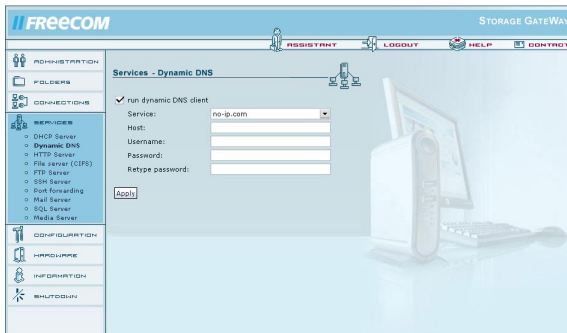 FREECOM
STORAGE GATEWAY
ASSISTANT LOGOUT HELP CONTACT
ADMINISTRATION
FOLDERS
CONNECTIONS
SERVICES
DHCP Server
Dynamic DNS
HTTP Server
File server (CIFS)
FTP Server
SSH Server
Port forwarding
Mail Server
SQL Server
Media Server
CONFIGURATION
HARDWARE
INFORMATION
SHUTDOWN
Services - Dynamic DNS
run dynamic DNS client
Service: no-ip.com
Host:
Username:
Password:
Retype password:
Apply